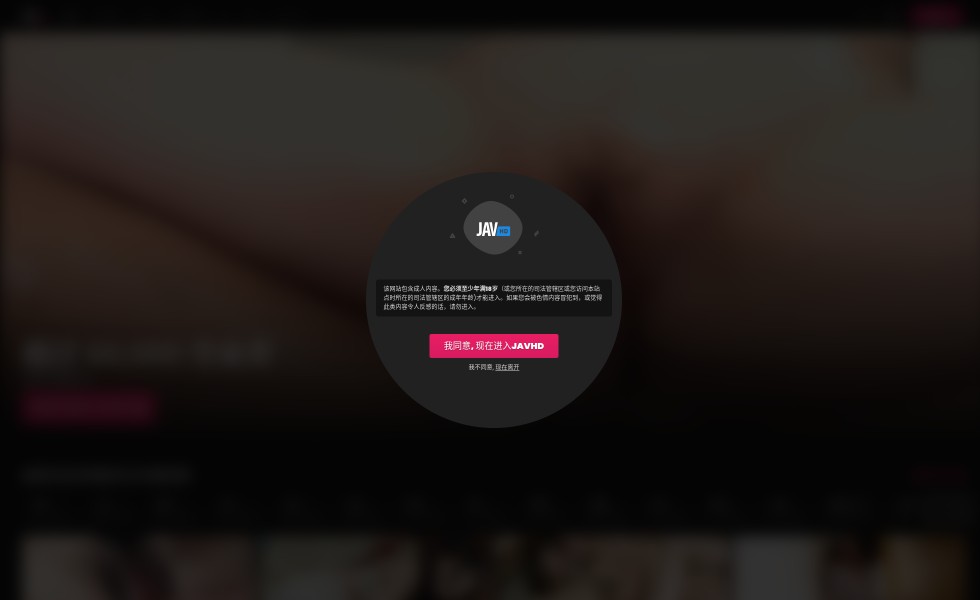 JAVHD
该网站包含成人内容。您必须至少年满18岁（或您所在的司法管辖区或您访问本站
点时所在的司法管辖区的成年年龄)才能进入。如果您会被色情内容冒犯到，或觉得
此类内容令人反感的话，请勿进入。
我同意, 现在进入JAVHD
我不同意, 现在离开